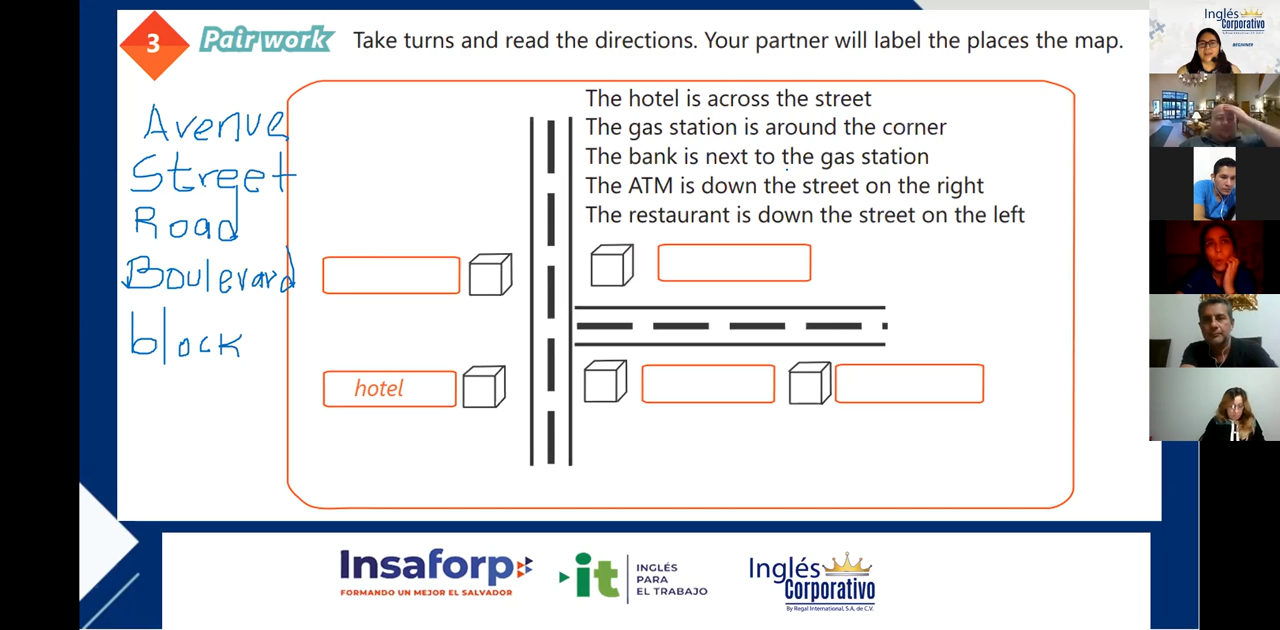 3 Pair work Take turns and read the directions. Your partner will label the places the map.
Avenue
Street
Road
Boulevard
block
The hotel is across the street
The gas station is around the corner
The bank is next to the gas station
The ATM is down the street on the right
The restaurant is down the street on the left
hotel
Insaforp
FORMANDO UN MEJOR EL SALVADOR
it
INGLÉS
PARA
EL TRABAJO
Inglés
Corporativo
By Regal International, S.A. de C.V.
Inglés
Corporativo
BEGINNER